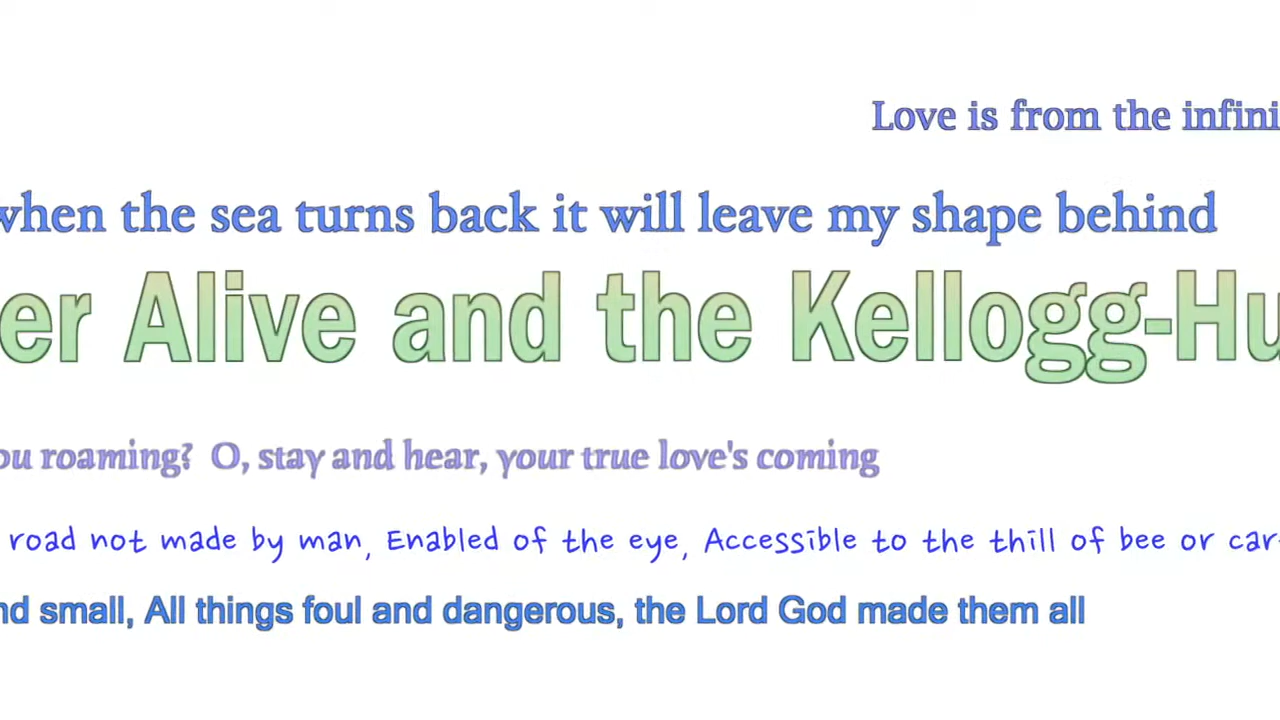 Love is from the infini
when the sea turns back it will leave my shape behind
er Alive and the Kellogg-Hu
ou roaming? O, stay and hear, your true love's coming
road not made by man, Enabled of the eye, Accessible to the thill of bee or car
nd small, All things foul and dangerous, the Lord God made them all